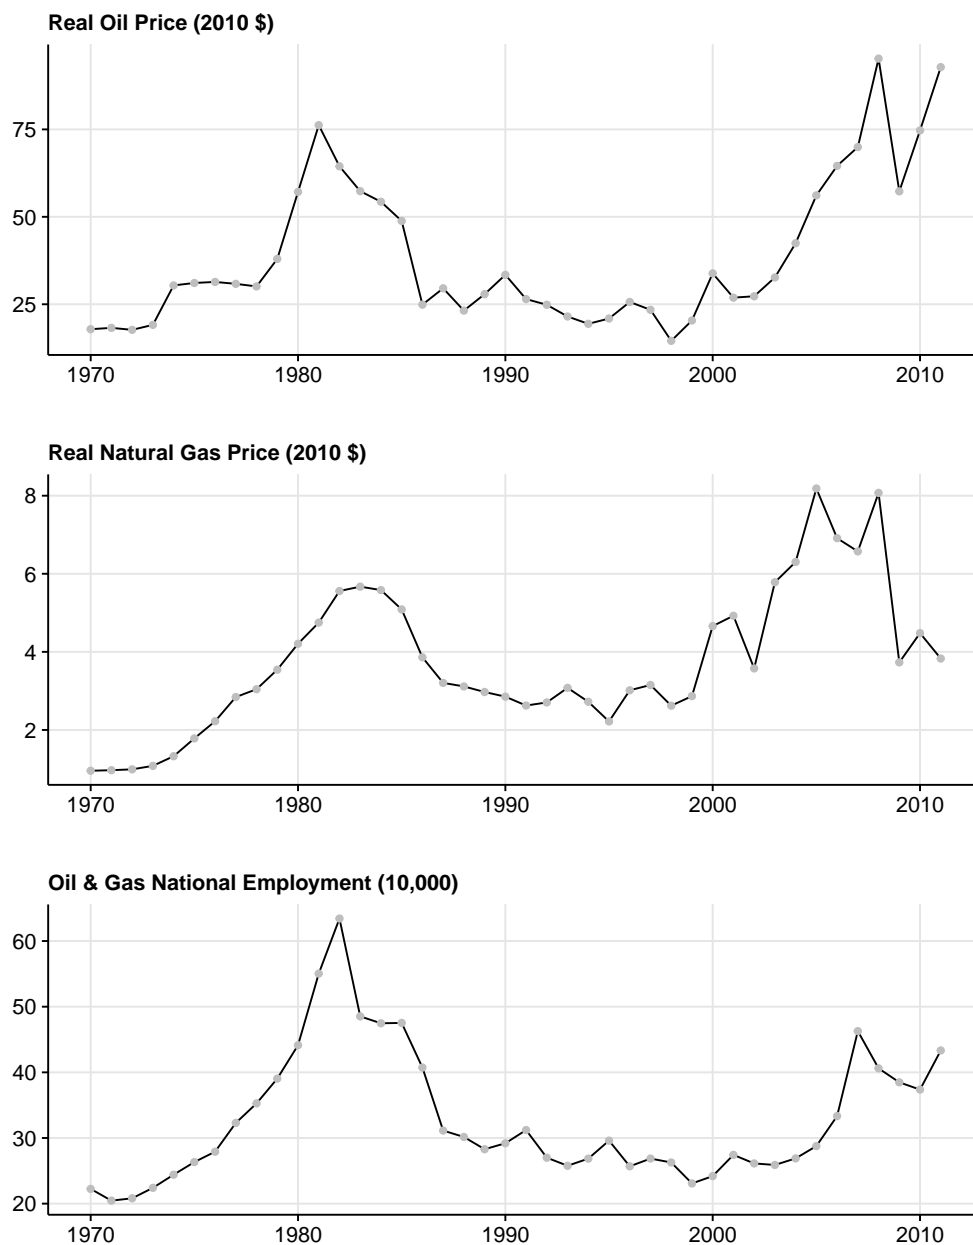 Real Oil Price (2010 $)
75
50
25
1970 1980 1990 2000 2010
Real Natural Gas Price (2010 $)
8
6
4
2
1970 1980 1990 2000 2010
Oil & Gas National Employment (10,000)
60
50
40
30
20
1970 1980 1990 2000 2010